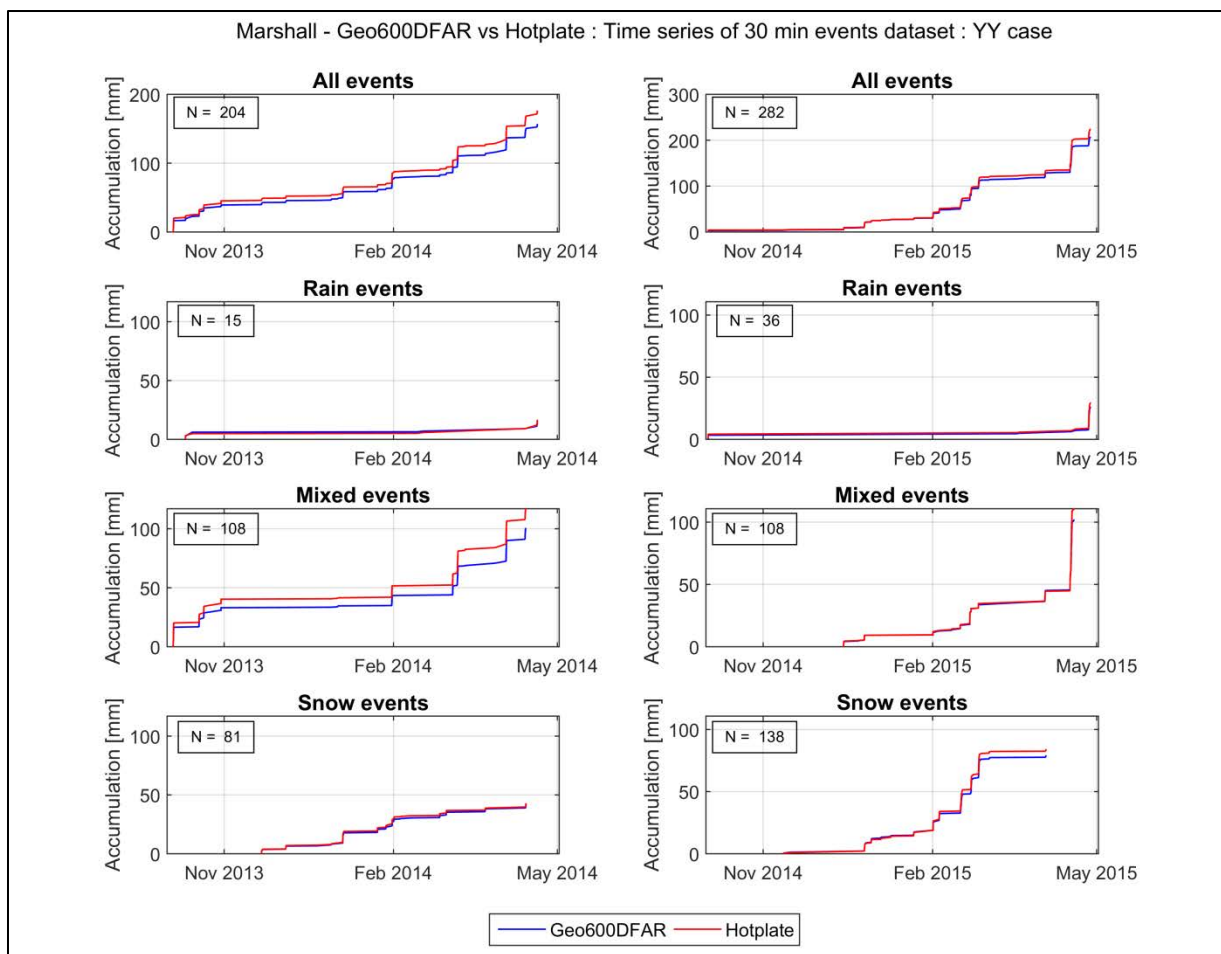 Marshall - Geo600DFAR vs Hotplate : Time series of 30 min events dataset : YY case
All events
Accumulation [mm]
200
100
0
N = 204
Nov 2013
Feb 2014
May 2014
All events
Accumulation [mm]
300
200
100
0
N = 282
Nov 2014
Feb 2015
May 2015
Rain events
Accumulation [mm]
100
50
0
N = 15
Nov 2013
Feb 2014
May 2014
Rain events
Accumulation [mm]
100
50
0
N = 36
Nov 2014
Feb 2015
May 2015
Mixed events
Accumulation [mm]
100
50
0
N = 108
Nov 2013
Feb 2014
May 2014
Mixed events
Accumulation [mm]
100
50
0
N = 108
Nov 2014
Feb 2015
May 2015
Snow events
Accumulation [mm]
100
50
0
N = 81
Nov 2013
Feb 2014
May 2014
Snow events
Accumulation [mm]
100
50
0
N = 138
Nov 2014
Feb 2015
May 2015
Geo600DFAR
Hotplate